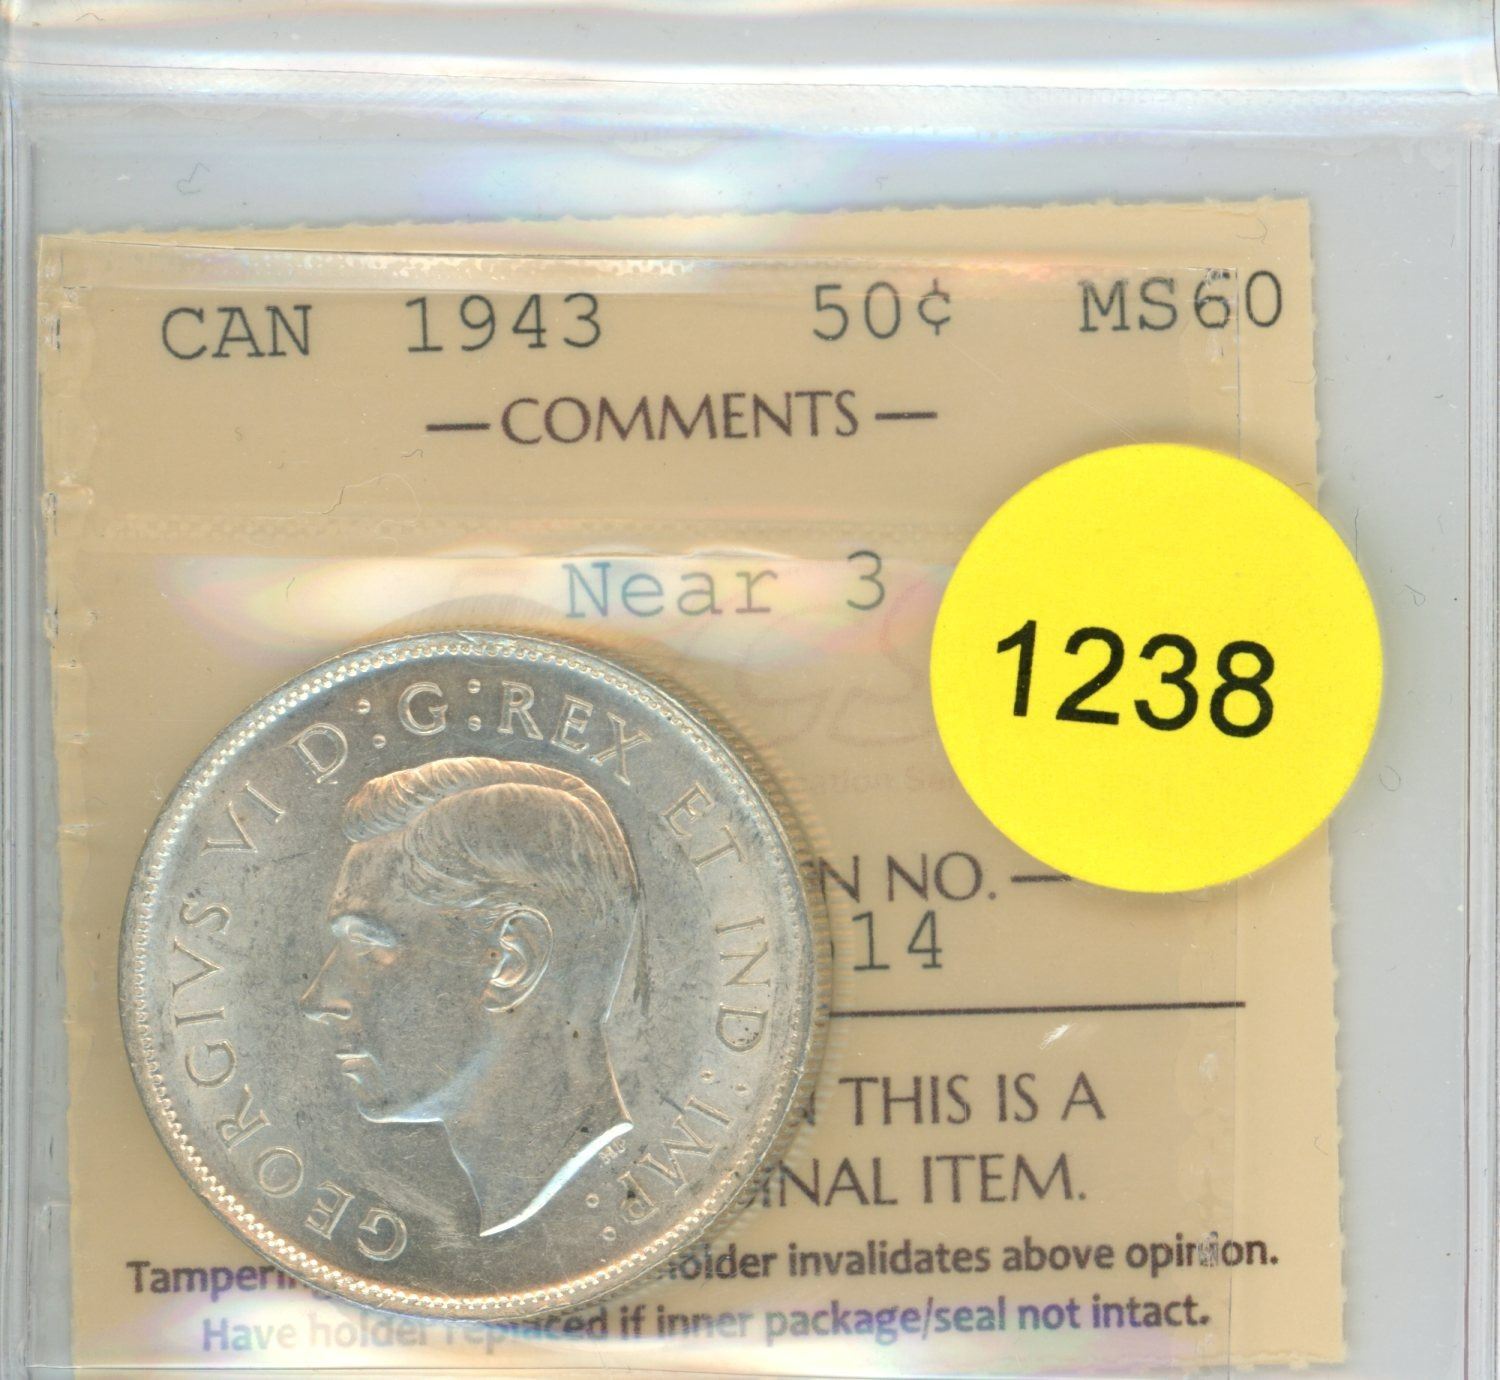 CAN 1943 50¢ MS60
— COMMENTS —
Near 3
1238
GEORGIVS VI D:G:REX ET IND:IMP:
N NO. —
14
THIS IS A
INAL ITEM.
Tamperin older invalidates above opinion.
Have holder replaced if inner package/seal not intact.